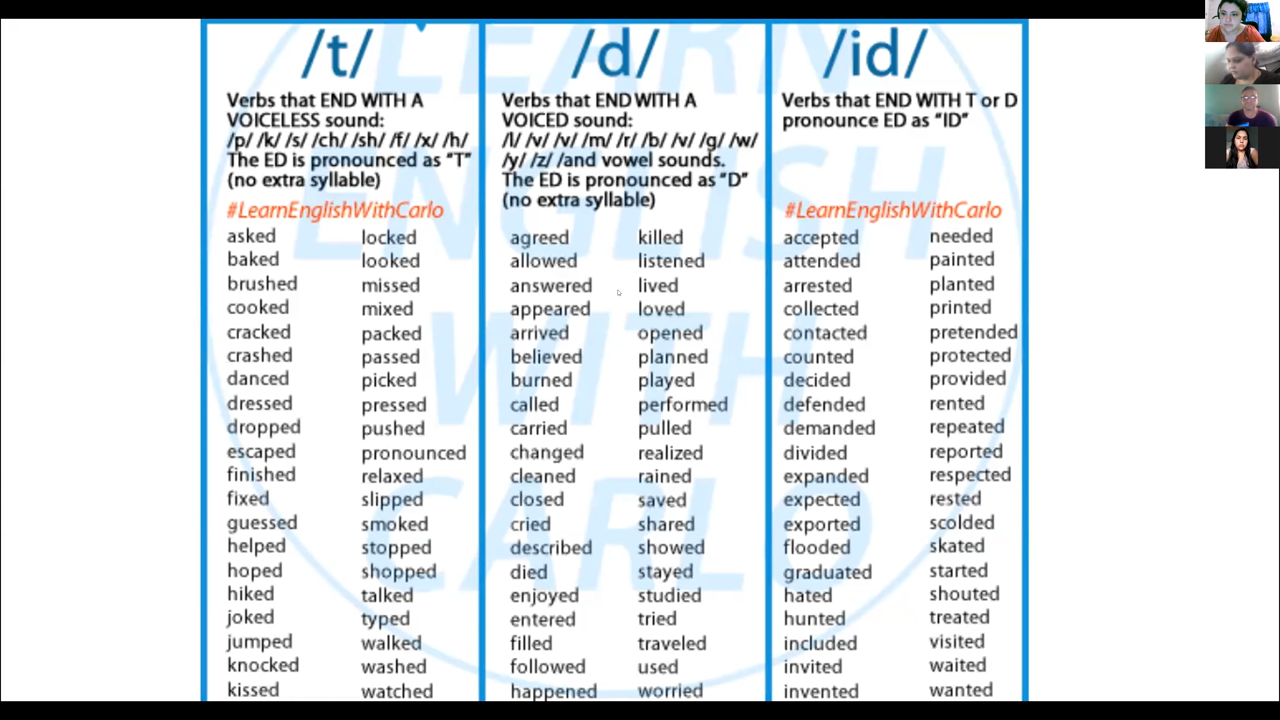 /t/
Verbs that END WITH A
VOICELESS sound:
/p/ /k/ /s/ /ch/ /sh/ /f/ /x/ /h/
The ED is pronounced as “T”
(no extra syllable)
#LearnEnglishWithCarlo
asked locked
baked looked
brushed missed
cooked mixed
cracked packed
crashed passed
danced picked
dressed pressed
dropped pushed
escaped pronounced
finished relaxed
fixed slipped
guessed smoked
helped stopped
hoped shopped
hiked talked
joked typed
jumped walked
knocked washed
kissed watched
/d/
Verbs that END WITH A
VOICED sound:
/l/ /v/ /v/ /m/ /r/ /b/ /v/ /g/ /w/
/y/ /z/ /and vowel sounds.
The ED is pronounced as “D”
(no extra syllable)
agreed killed
allowed listened
answered lived
appeared loved
arrived opened
believed planned
burned played
called performed
carried pulled
changed realized
cleaned rained
closed saved
cried shared
described showed
died stayed
enjoyed studied
entered tried
filled traveled
followed used
happened worried
/id/
Verbs that END WITH T or D
pronounce ED as “ID”
#LearnEnglishWithCarlo
accepted needed
attended painted
arrested planted
collected printed
contacted pretended
counted protected
decided provided
defended rented
demanded repeated
divided reported
expanded respected
expected rested
exported scolded
flooded skated
graduated started
hated shouted
hunted treated
included visited
invited waited
invented wanted
LEARN
ENGLISH
WITH
CARLO